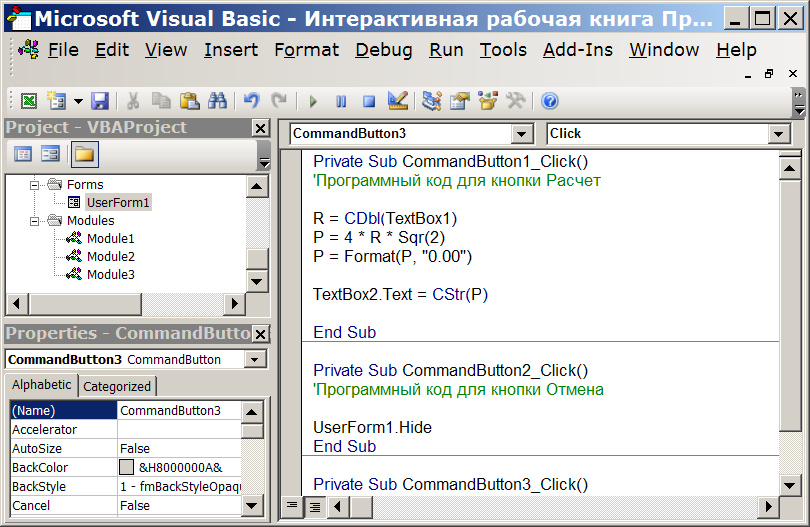 Microsoft Visual Basic - Интерактивная рабочая книга Пр...
File Edit View Insert Format Debug Run Tools Add-Ins Window Help
Project - VBAProject
Forms
UserForm1
Modules
Module1
Module2
Module3
Properties - CommandButto
CommandButton3 CommandButton
Alphabetic Categorized
(Name) CommandButton3
Accelerator
AutoSize False
BackColor &H8000000A&
BackStyle 1 - fmBackStyleOpaqu
Cancel False
CommandButton3 Click
Private Sub CommandButton1_Click()
'Программный код для кнопки Расчет
R = CDbl(TextBox1)
P = 4 * R * Sqr(2)
P = Format(P, "0.00")
TextBox2.Text = CStr(P)
End Sub
Private Sub CommandButton2_Click()
'Программный код для кнопки Отмена
UserForm1.Hide
End Sub
Private Sub CommandButton3_Click()